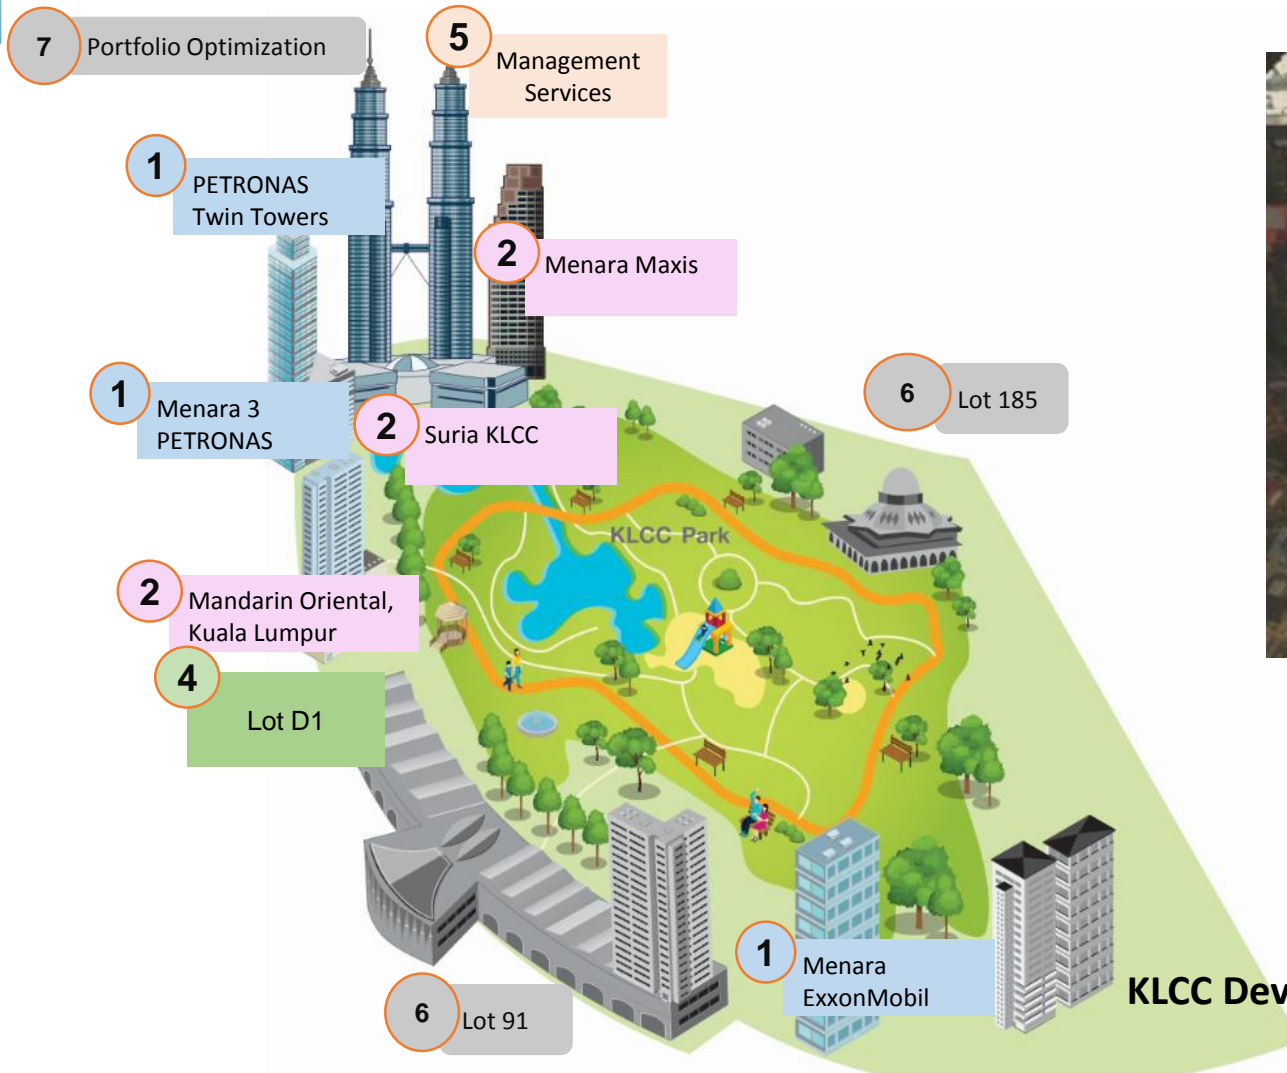 7
Portfolio Optimization
5
Management
Services
1
PETRONAS
Twin Towers
2
Menara Maxis
1
Menara 3
PETRONAS
2
Suria KLCC
6
Lot 185
KLCC Park
2
Mandarin Oriental,
Kuala Lumpur
4
Lot D1
1
Menara
ExxonMobil
KLCC Dev
6
Lot 91